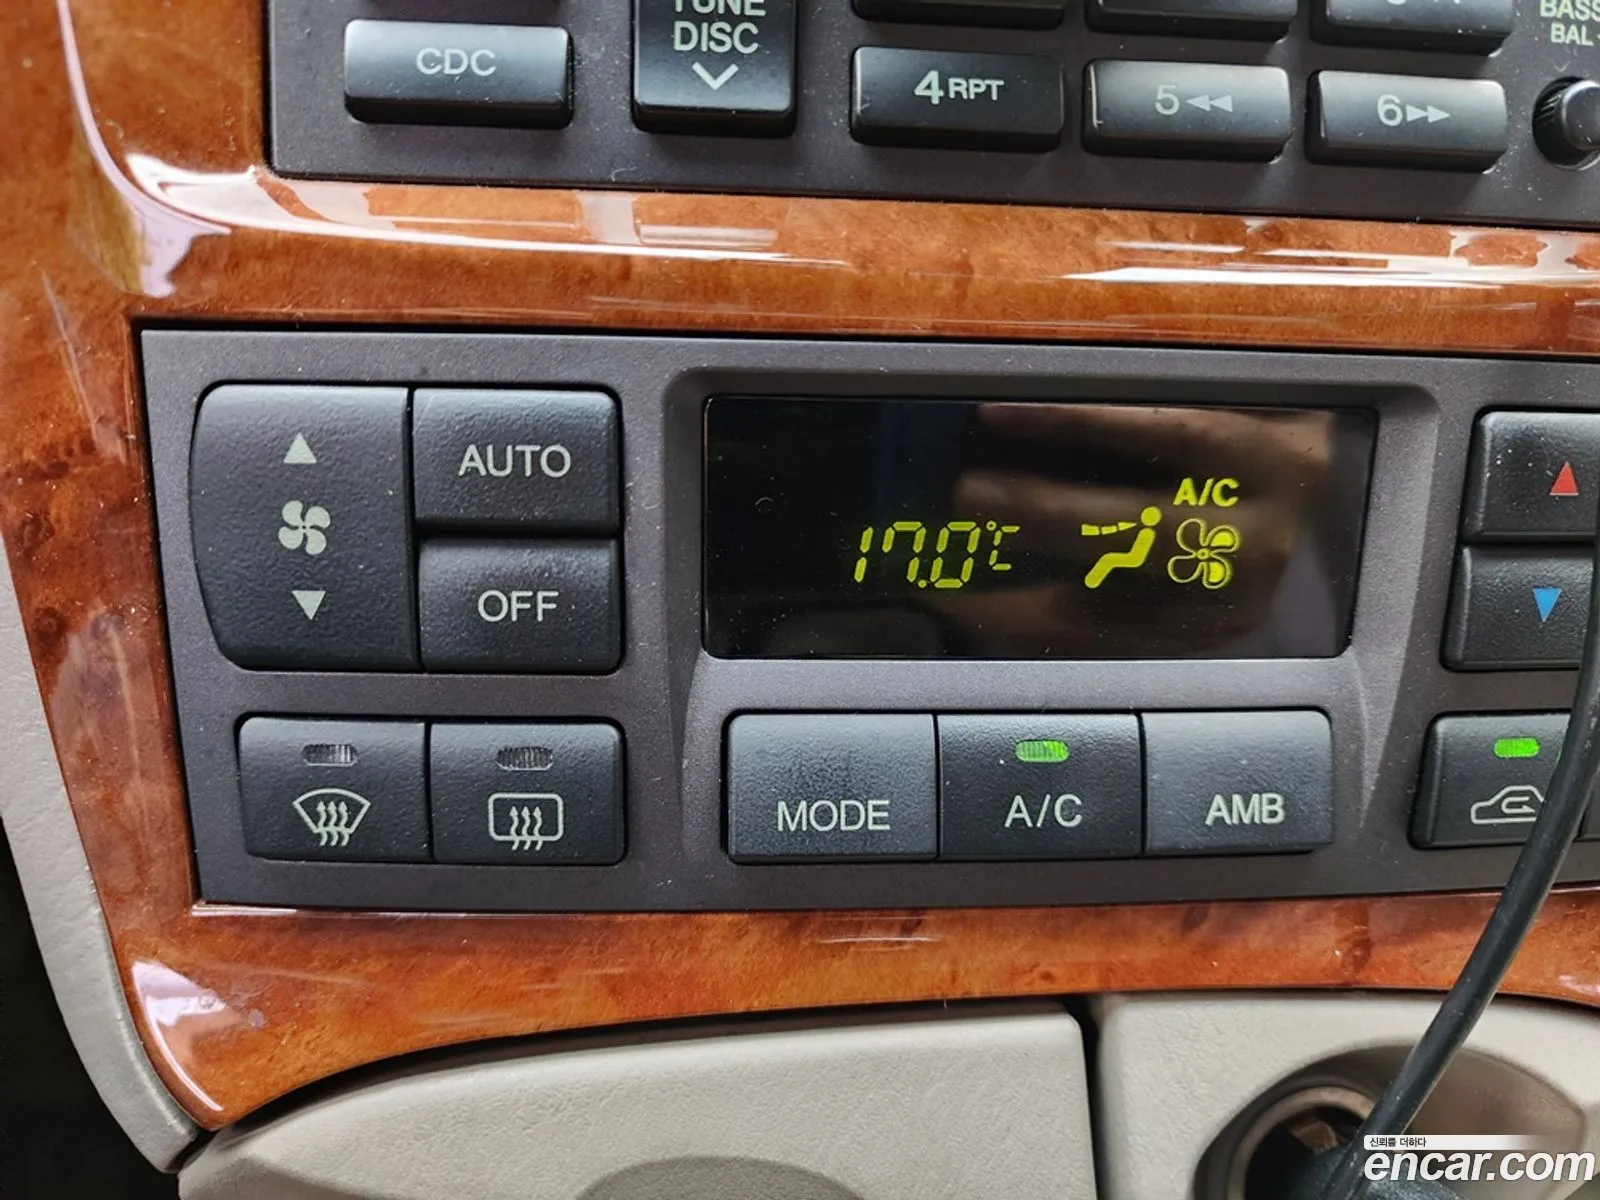 TUNE
DISC
CDC
4 RPT
5
6
BASS
BAL
AUTO
OFF
A/C
17.0°C
MODE
A/C
AMB
신뢰를 더하다
encar.com